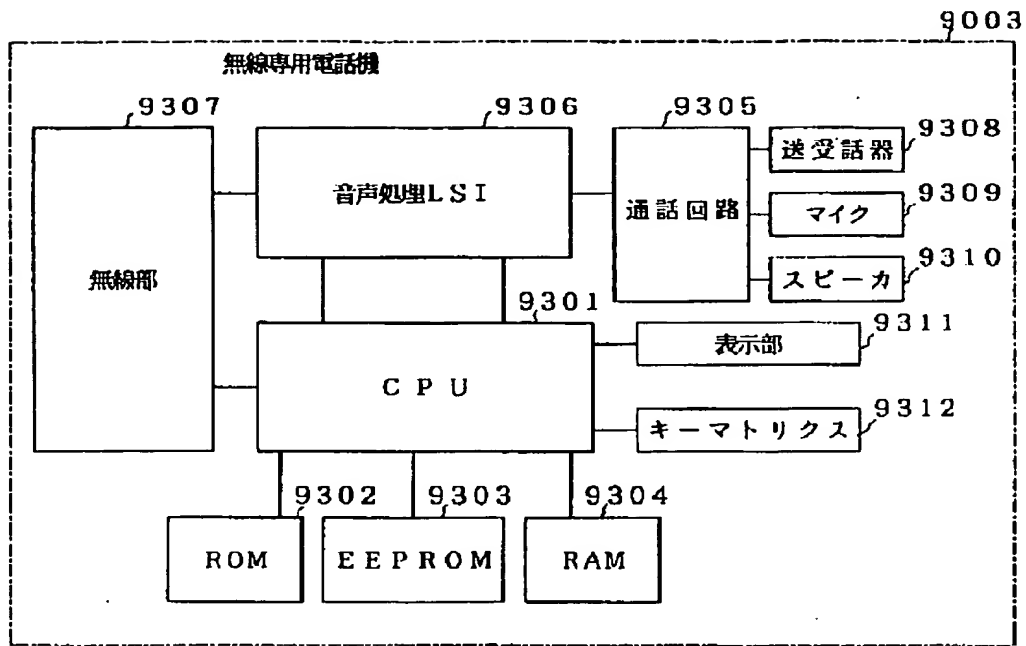 9003
無線専用電話機
9307
9306
9305
9308
送受話器
9309
音声処理LSI
通話回路
マイク
9310
無線部
スピーカ
9301
9311
表示部
CPU
9312
キーマトリクス
9302
9303
9304
ROM
EEPROM
RAM